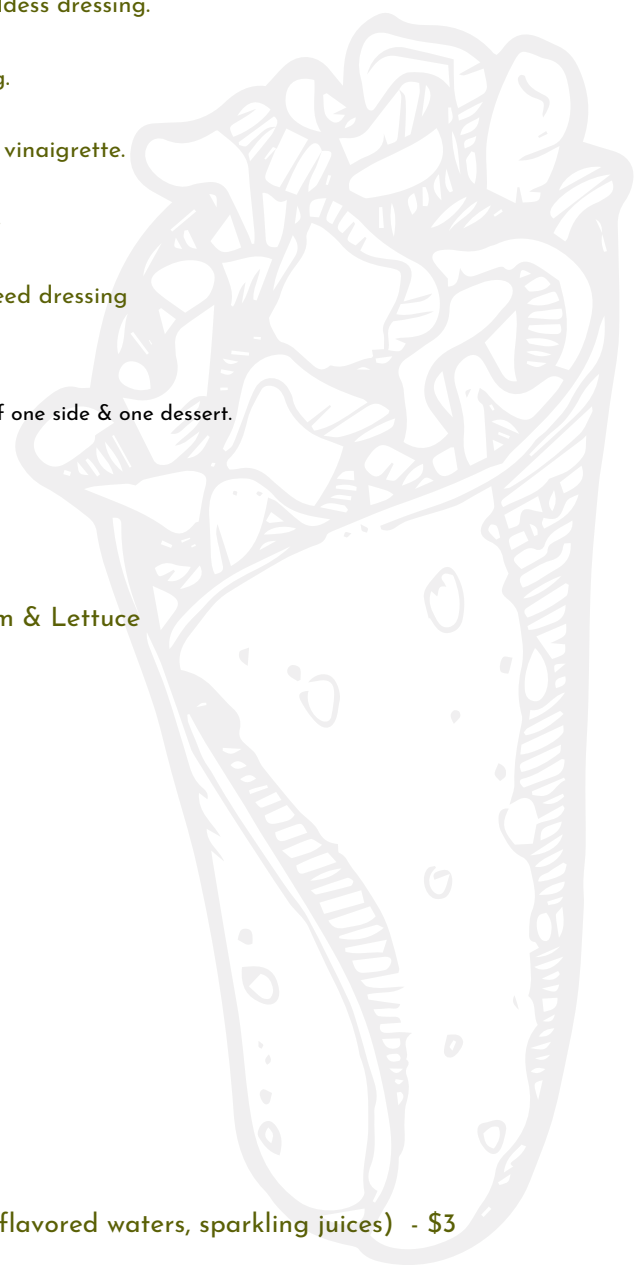 ddess dressing.
g.
vinaigrette.
eed dressing
f one side & one dessert.
m & Lettuce
flavored waters, sparkling juices) - $3